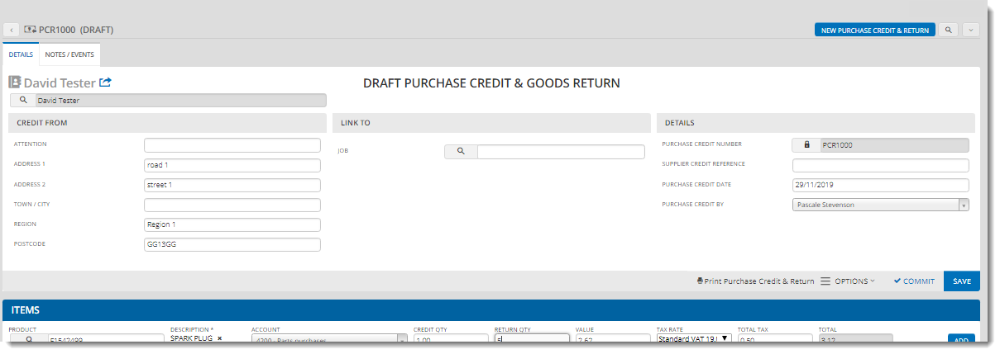 PCR1000 (DRAFT)
NEW PURCHASE CREDIT & RETURN
DETAILS NOTES / EVENTS
David Tester
DRAFT PURCHASE CREDIT & GOODS RETURN
David Tester
CREDIT FROM
ATTENTION
ADDRESS 1 road 1
ADDRESS 2 street 1
TOWN / CITY
REGION Region 1
POSTCODE GG13GG
LINK TO
JOB
DETAILS
PURCHASE CREDIT NUMBER PCR1000
SUPPLIER CREDIT REFERENCE
PURCHASE CREDIT DATE 29/11/2019
PURCHASE CREDIT BY Pascale Stevenson
Print Purchase Credit & Return OPTIONS COMMIT SAVE
ITEMS
PRODUCT DESCRIPTION * ACCOUNT CREDIT QTY RETURN QTY VALUE TAX RATE TOTAL TAX TOTAL
SPARK PLUG 4200 - Parts purchases 1.00 5 2.62 Standard VAT 19. 0.50 3.12 ADD